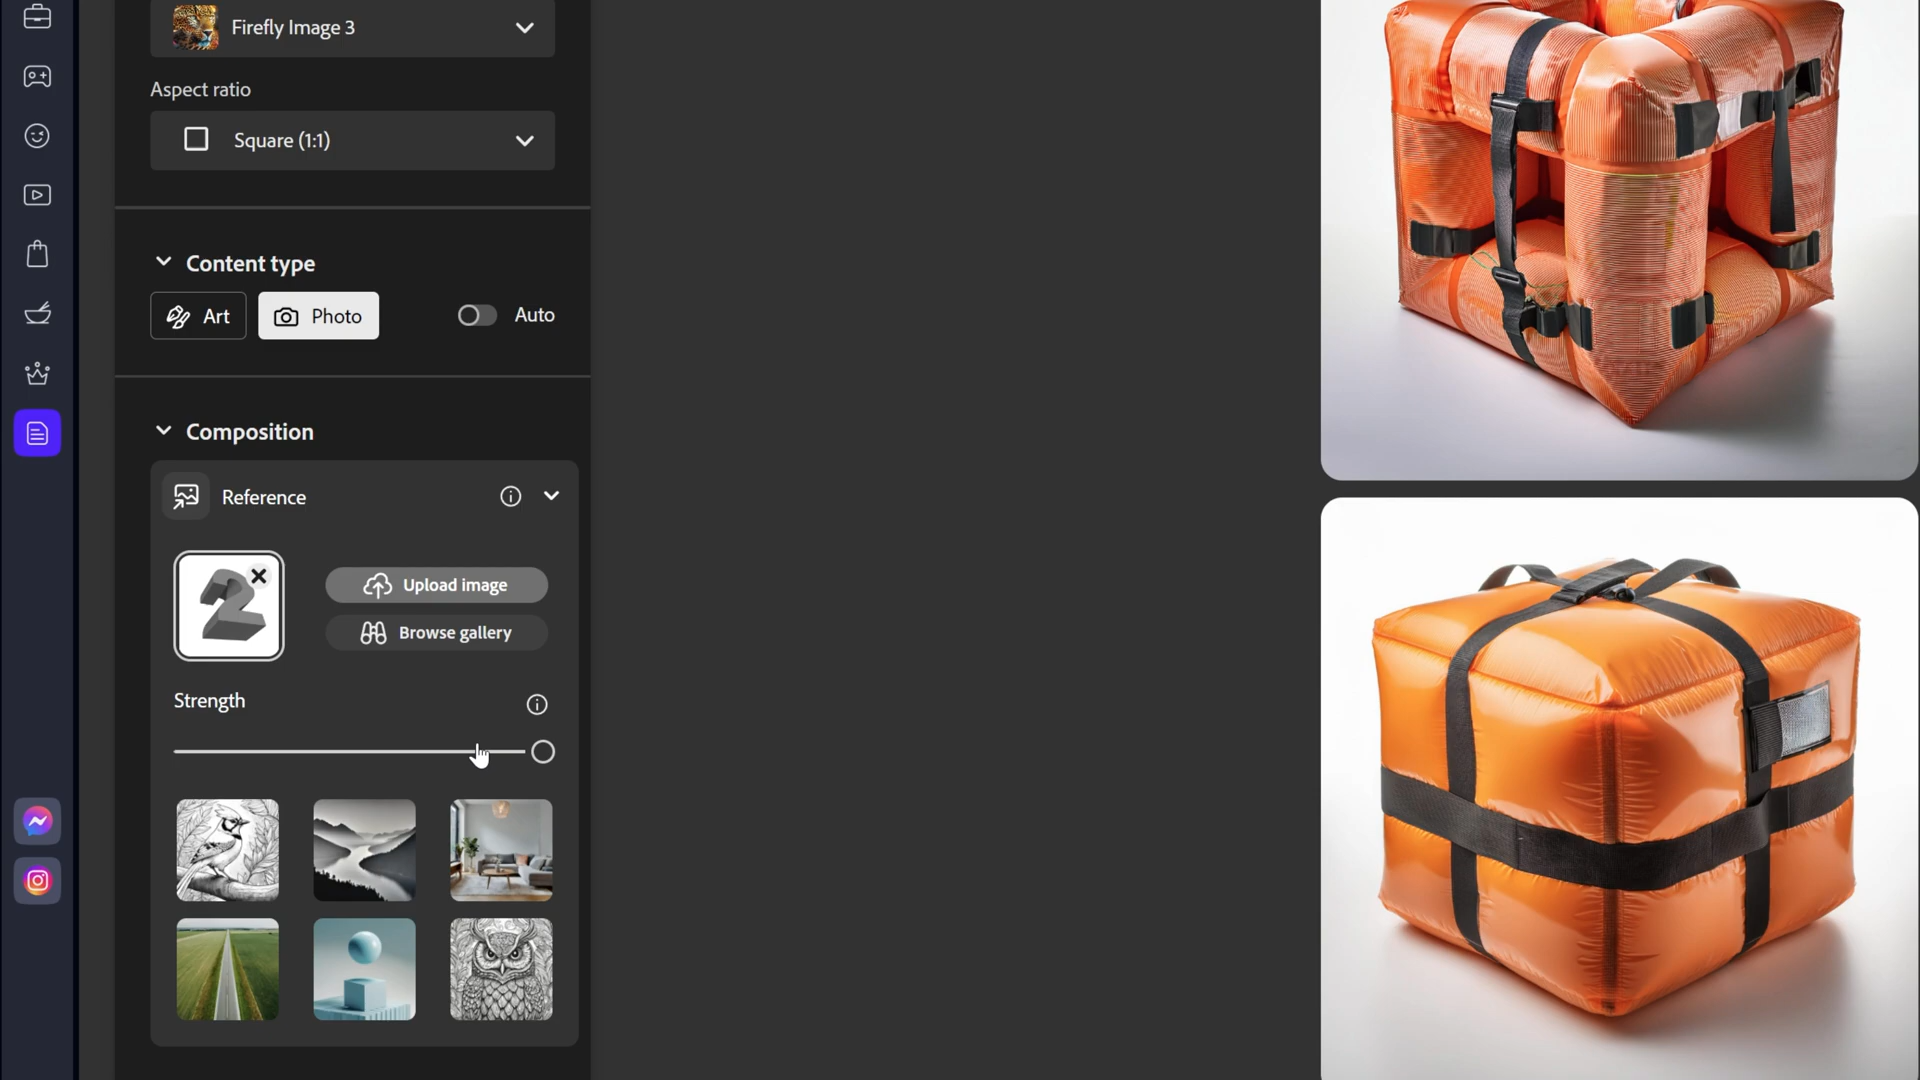 Firefly Image 3
Aspect ratio
Square (1:1)
Content type
Art
Photo
Auto
Composition
Reference
2
Upload image
Browse gallery
Strength